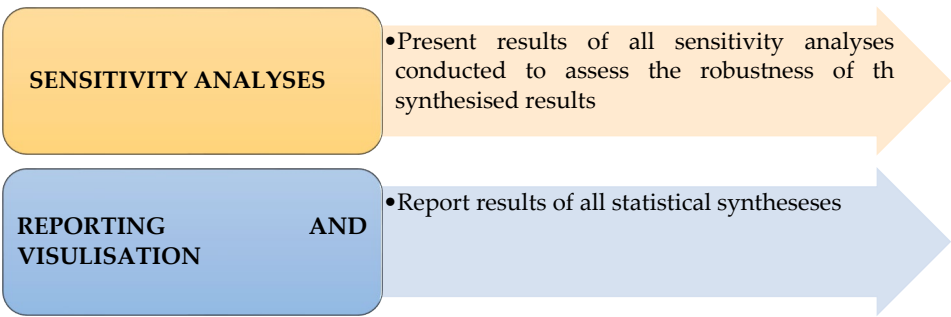 SENSITIVITY ANALYSES
•Present results of all sensitivity analyses
conducted to assess the robustness of th
synthesised results
REPORTING AND
VISULISATION
•Report results of all statistical syntheseses